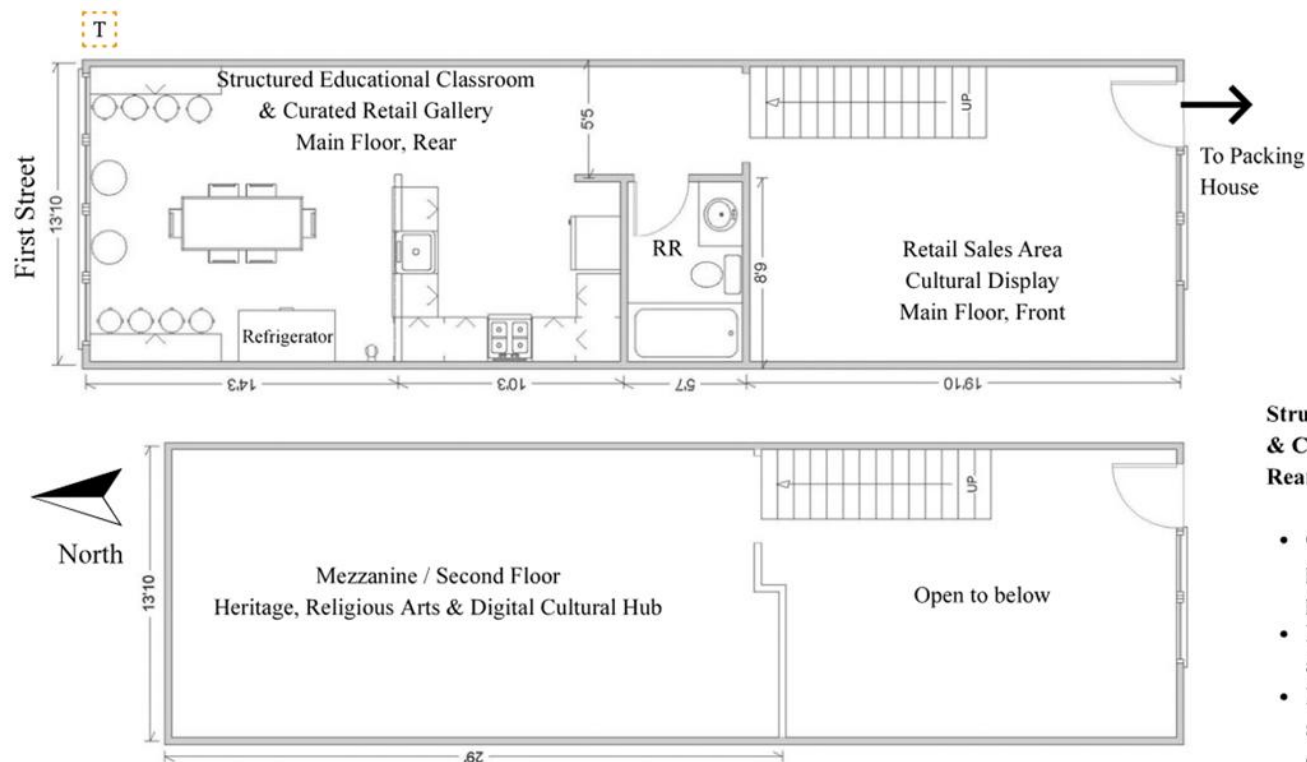 T
Structured Educational Classroom
& Curated Retail Gallery
Main Floor, Rear
First Street
13'10
5'5
UP
To Packing
House
RR
8'9
Retail Sales Area
Cultural Display
Main Floor, Front
Refrigerator
14'3
10'3
5'7
19'10
North
13'10
Mezzanine / Second Floor
Heritage, Religious Arts & Digital Cultural Hub
UP
Open to below
29'
Stru
& C
Rea